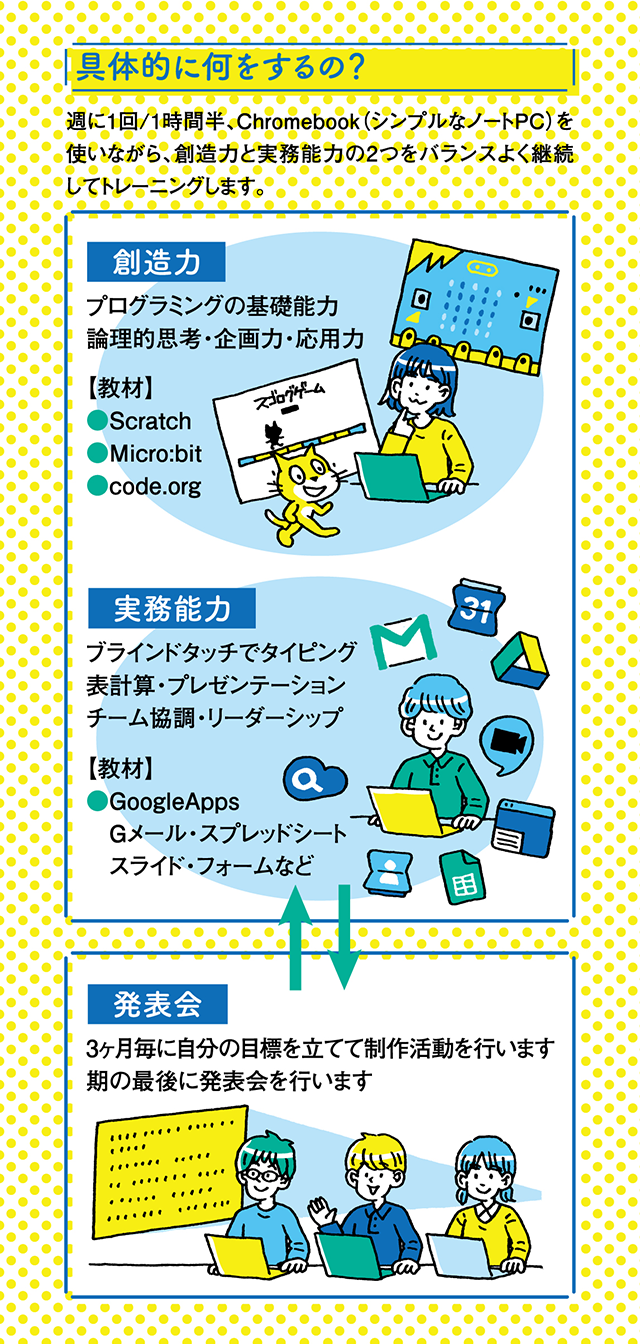 具体的に何をするの？
週に1回/1時間半、Chromebook（シンプルなノートPC）を
使いながら、創造力と実務能力の2つをバランスよく継続
してトレーニングします。
創造力
プログラミングの基礎能力
論理的思考・企画力・応用力
【教材】
●Scratch
●Micro:bit
●code.org
スゴログゲーム
実務能力
ブラインドタッチでタイピング
表計算・プレゼンテーション
チーム協調・リーダーシップ
【教材】
●GoogleApps
Gメール・スプレッドシート
スライド・フォームなど
31
発表会
3ヶ月毎に自分の目標を立てて制作活動を行います
期の最後に発表会を行います